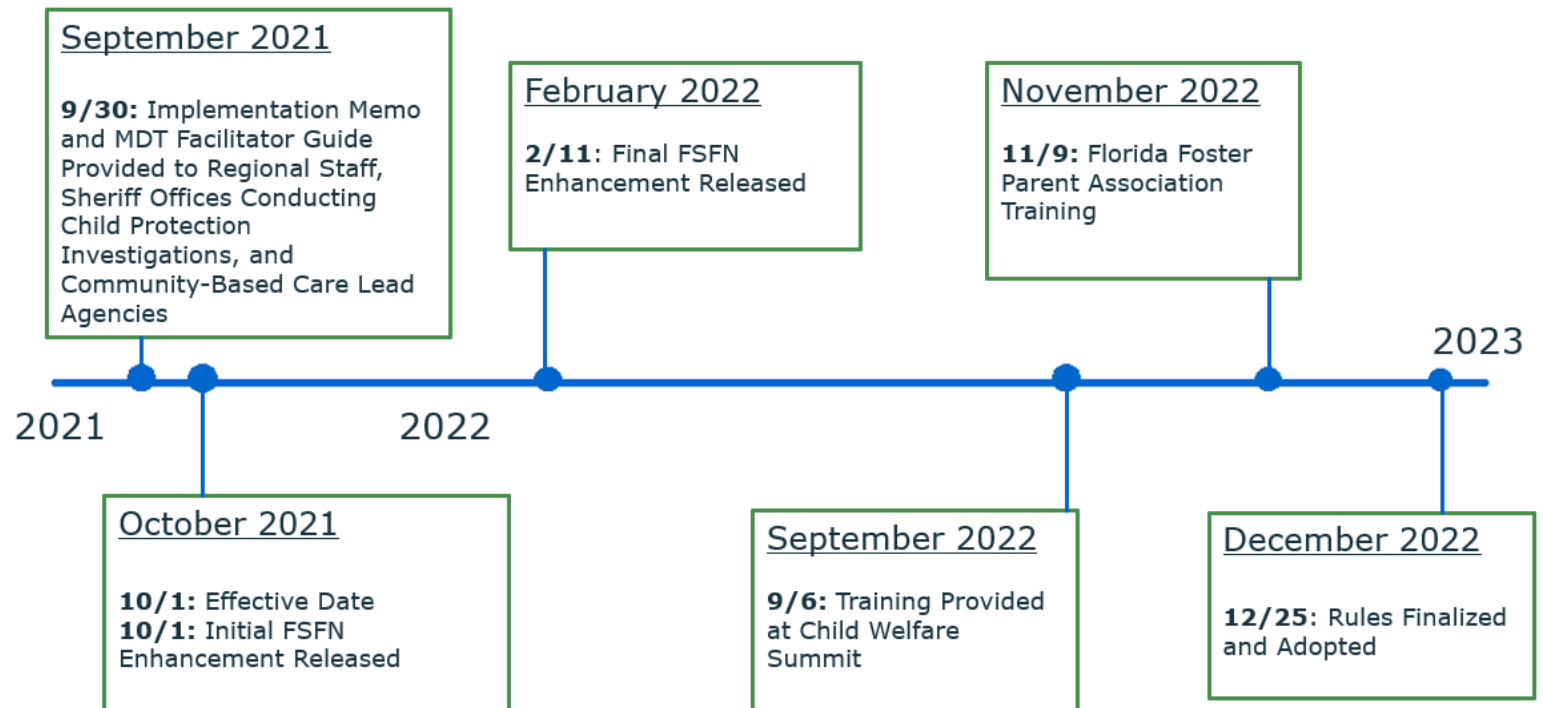 September 2021
9/30: Implementation Memo
and MDT Facilitator Guide
Provided to Regional Staff,
Sheriff Offices Conducting
Child Protection
Investigations, and
Community-Based Care Lead
Agencies
February 2022
2/11: Final FSFN
Enhancement Released
November 2022
11/9: Florida Foster
Parent Association
Training
2023
2021
2022
October 2021
10/1: Effective Date
10/1: Initial FSFN
Enhancement Released
September 2022
9/6: Training Provided
at Child Welfare
Summit
December 2022
12/25: Rules Finalized
and Adopted